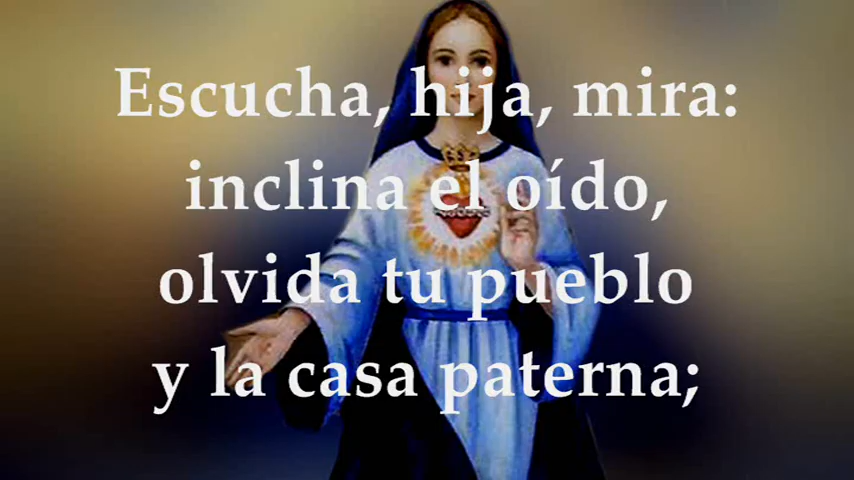 Escucha, hija, mira:
inclina el oído,
olvida tu pueblo
y la casa paterna;